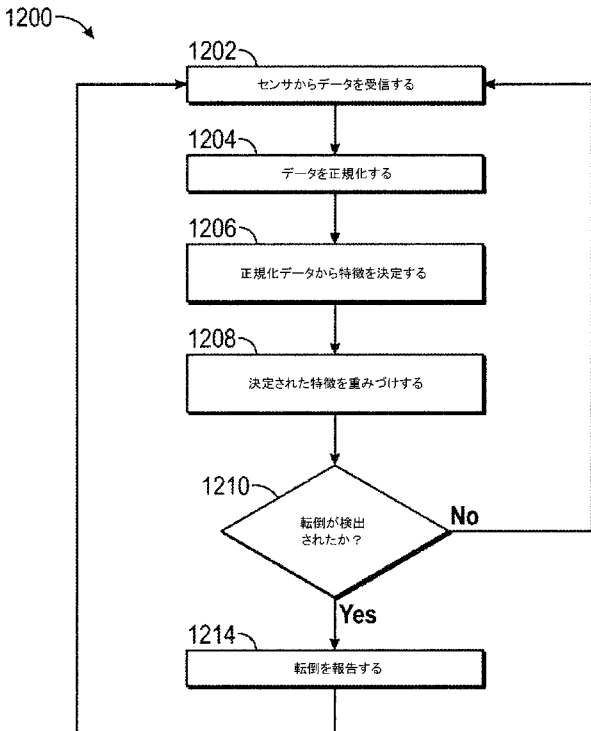 1200
1202
センサからデータを受信する
1204
データを正規化する
1206
正規化データから特徴を決定する
1208
決定された特徴を重みづけする
1210
転倒が検出
されたか？
No
Yes
1214
転倒を報告する